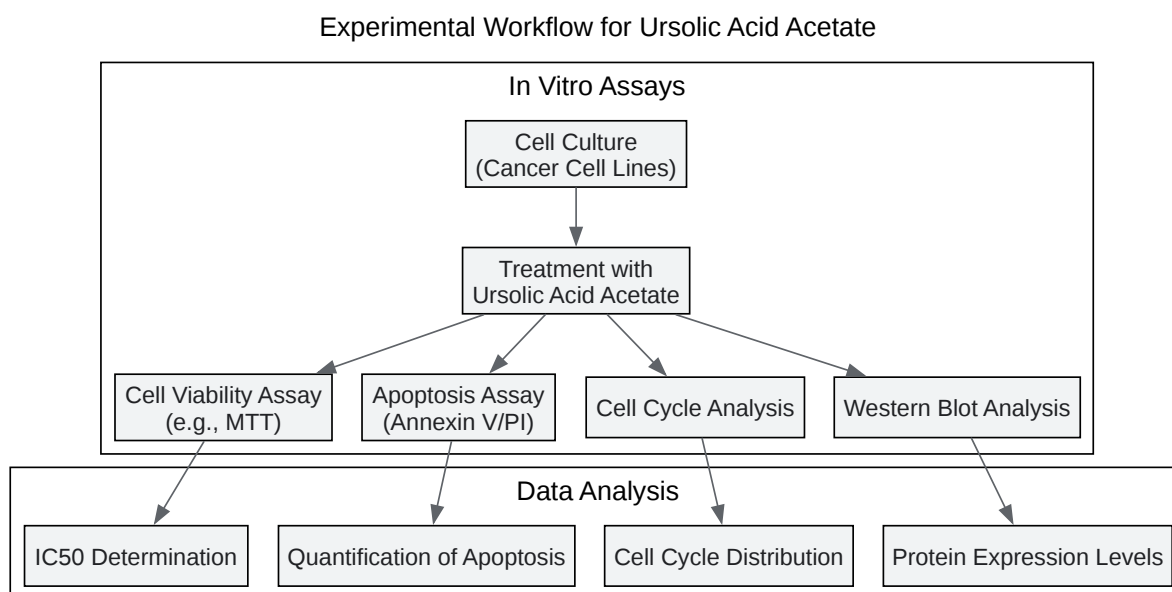 Experimental Workflow for Ursolic Acid Acetate
In Vitro Assays
Cell Culture
(Cancer Cell Lines)
Treatment with
Ursolic Acid Acetate
Cell Viability Assay
(e.g., MTT)
Apoptosis Assay
(Annexin V/PI)
Cell Cycle Analysis
Western Blot Analysis
Data Analysis
IC50 Determination
Quantification of Apoptosis
Cell Cycle Distribution
Protein Expression Levels